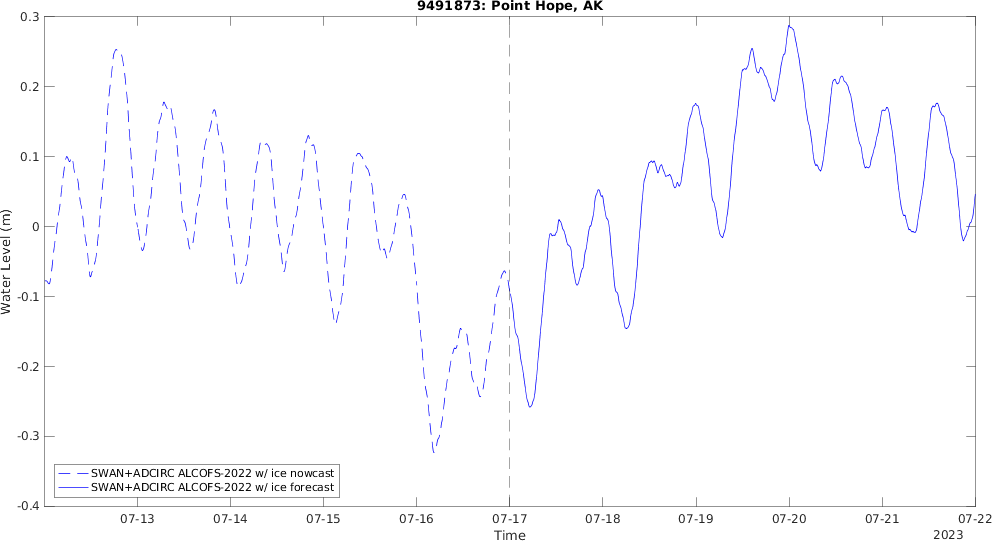 9491873: Point Hope, AK
0.3
0.2
0.1
0
-0.1
-0.2
-0.3
-0.4
Water Level (m)
SWAN+ADCIRC ALCOFS-2022 w/ ice nowcast
SWAN+ADCIRC ALCOFS-2022 w/ ice forecast
07-13 07-14 07-15 07-16 07-17 07-18 07-19 07-20 07-21 07-22
Time
2023